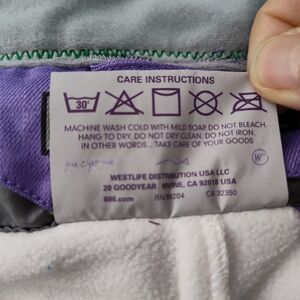 CARE INSTRUCTIONS
30°
MACHINE WASH COLD WITH MILD SOAP. DO NOT BLEACH.
HANG TO DRY. DO NOT DRY CLEAN. DO NOT IRON.
IN OTHER WORDS... TAKE CARE OF YOUR GOODS
W
WESTLIFE DISTRIBUTION USA LLC
20 GOODYEAR IRVINE, CA 92618 USA
686.com RN 99204 CA 32350